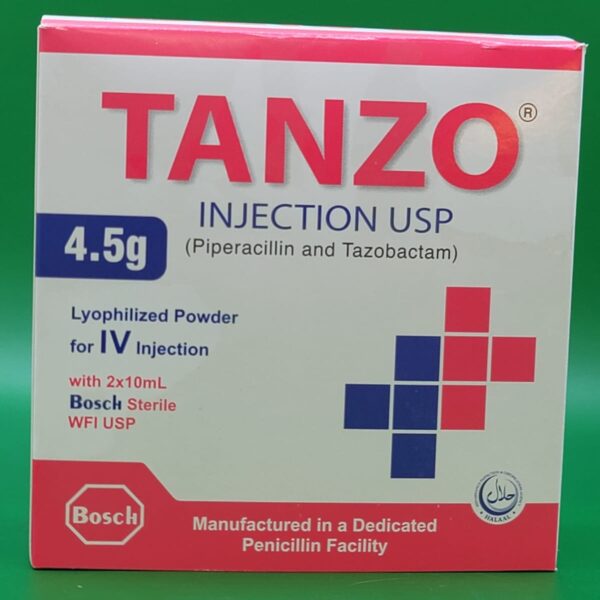 TANZO®
INJECTION USP
4.5g
(Piperacillin and Tazobactam)
Lyophilized Powder
for IV Injection
with 2x10mL
Bosch Sterile
WFI USP
Bosch
حلال
HALAAL
Manufactured in a Dedicated
Penicillin Facility